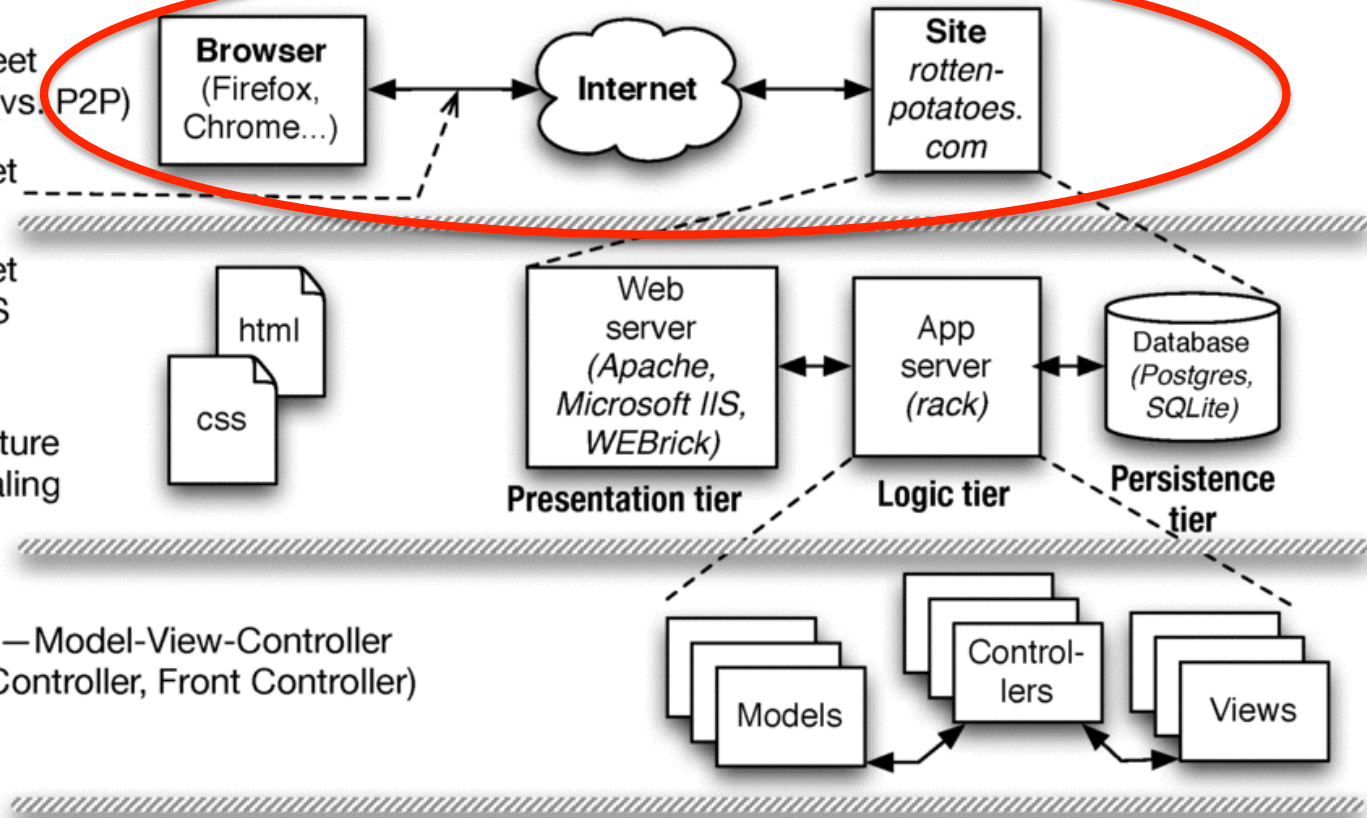 eet
(vs. P2P)
et
Browser
(Firefox,
Chrome...)
Internet
Site
rotten-
potatoes.
com
et
S
ture
aling
html
css
Web
server
(Apache,
Microsoft IIS,
WEBrick)
Presentation tier
App
server
(rack)
Logic tier
Database
(Postgres,
SQLite)
Persistence
tier
—Model-View-Controller
Controller, Front Controller)
Models
Control-
lers
Views